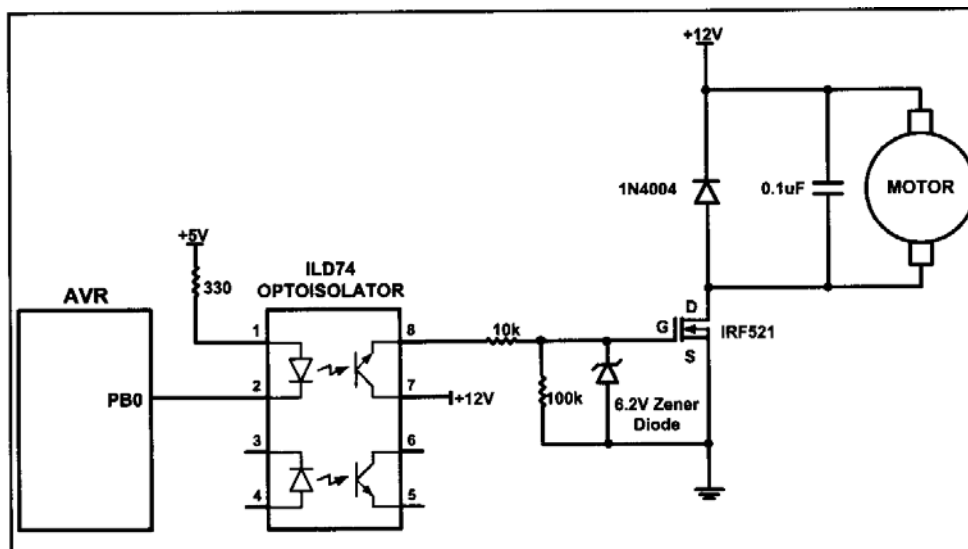 +12V
1N4004
0.1uF
MOTOR
+5V
330
ILD74
OPTOISOLATOR
AVR
1
8
10k
G
D
S
IRF521
PB0
2
7
+12V
100k
6.2V Zener
Diode
3
6
4
5